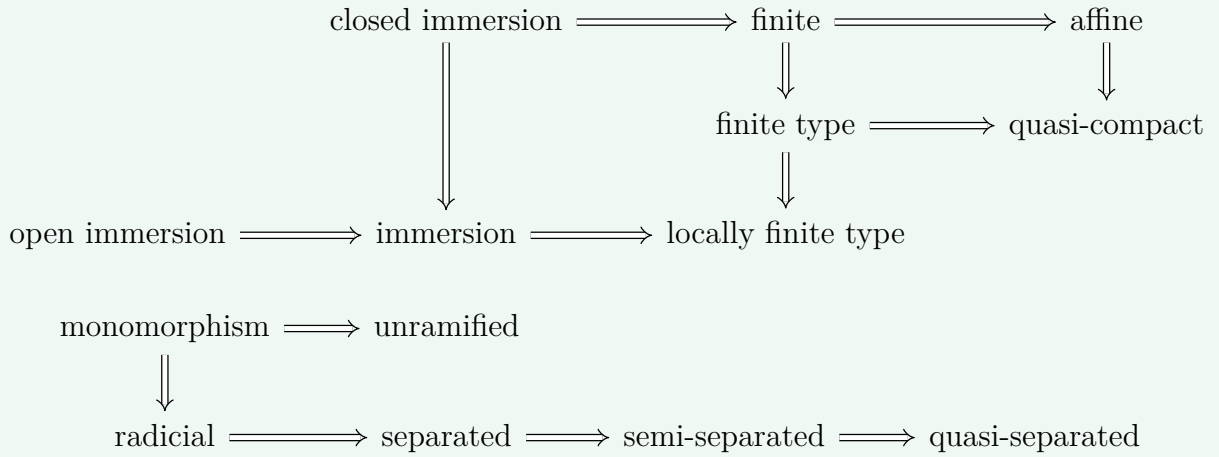 closed immersion finite affine
finite type quasi-compact
open immersion immersion locally finite type
monomorphism unramified
radicial separated semi-separated quasi-separated